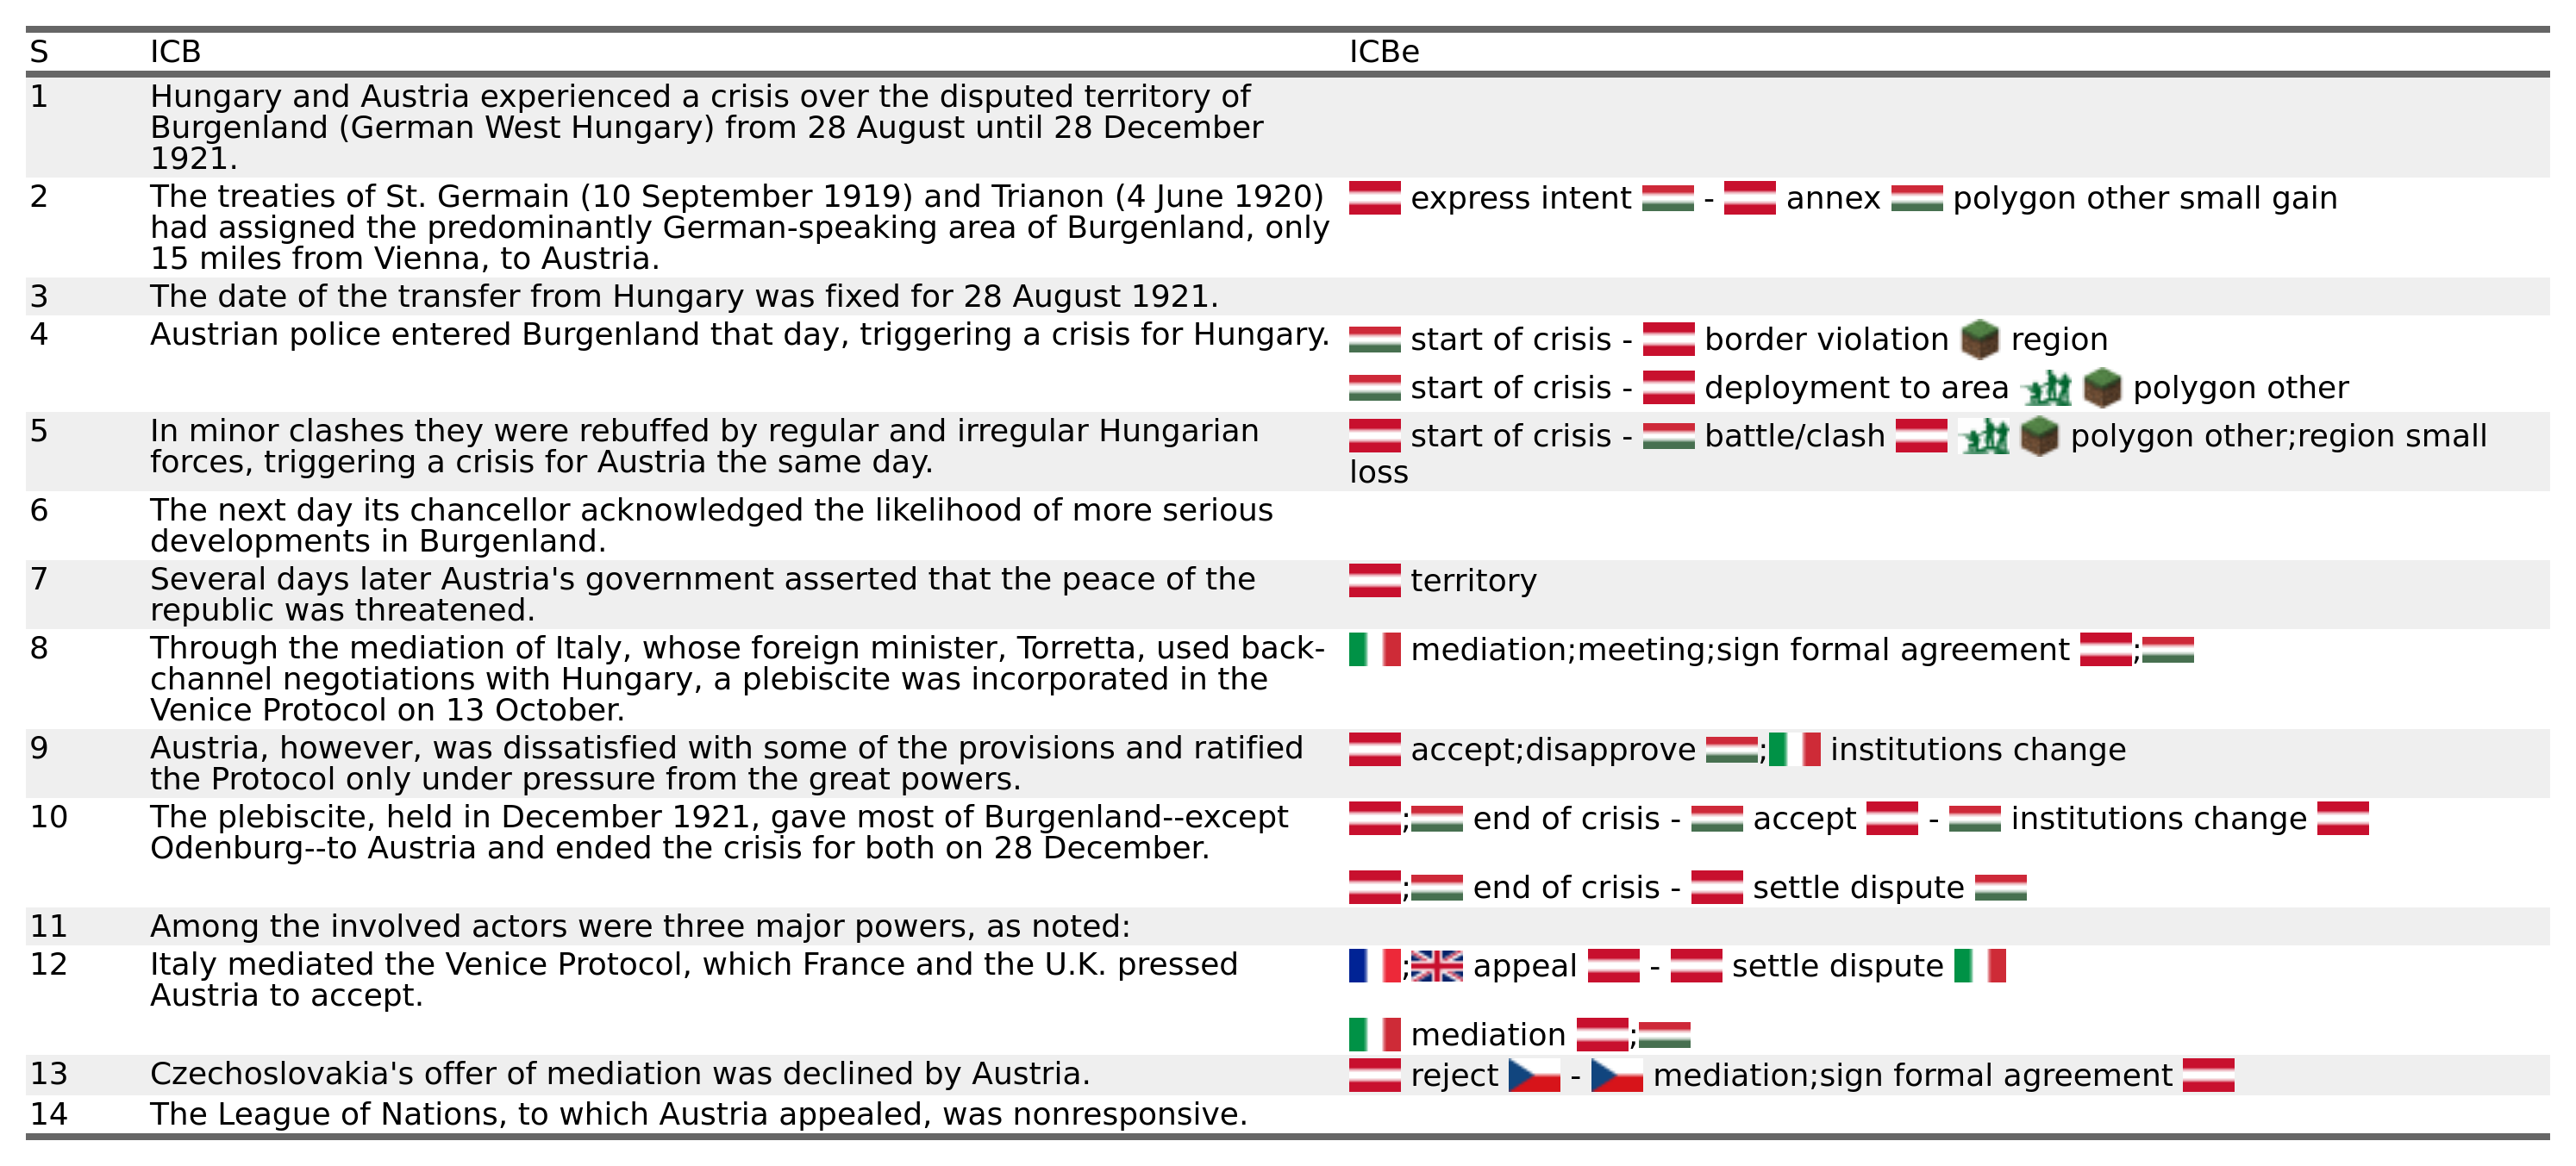 S ICB ICBe
1 Hungary and Austria experienced a crisis over the disputed territory of
Burgenland (German West Hungary) from 28 August until 28 December
1921.
2 The treaties of St. Germain (10 September 1919) and Trianon (4 June 1920) express intent - annex polygon other small gain
had assigned the predominantly German-speaking area of Burgenland, only
15 miles from Vienna, to Austria.
3 The date of the transfer from Hungary was fixed for 28 August 1921.
4 Austrian police entered Burgenland that day, triggering a crisis for Hungary. start of crisis - border violation region
start of crisis - deployment to area polygon other
5 In minor clashes they were rebuffed by regular and irregular Hungarian start of crisis - battle/clash polygon other;region small
forces, triggering a crisis for Austria the same day. loss
6 The next day its chancellor acknowledged the likelihood of more serious
developments in Burgenland.
7 Several days later Austria's government asserted that the peace of the territory
republic was threatened.
8 Through the mediation of Italy, whose foreign minister, Torretta, used back- mediation;meeting;sign formal agreement ;
channel negotiations with Hungary, a plebiscite was incorporated in the
Venice Protocol on 13 October.
9 Austria, however, was dissatisfied with some of the provisions and ratified accept;disapprove ; institutions change
the Protocol only under pressure from the great powers.
10 The plebiscite, held in December 1921, gave most of Burgenland--except ; end of crisis - accept - institutions change
Odenburg--to Austria and ended the crisis for both on 28 December.
; end of crisis - settle dispute
11 Among the involved actors were three major powers, as noted:
12 Italy mediated the Venice Protocol, which France and the U.K. pressed ; appeal - settle dispute
Austria to accept.
mediation ;
13 Czechoslovakia's offer of mediation was declined by Austria. reject - mediation;sign formal agreement
14 The League of Nations, to which Austria appealed, was nonresponsive.